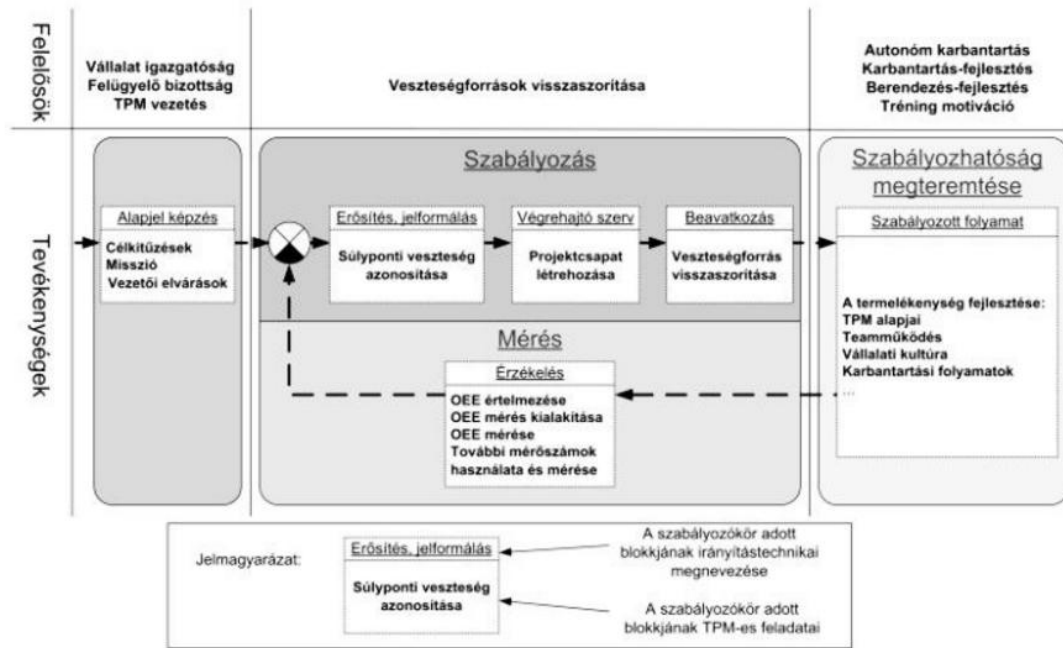 Felelősök
Vállalat igazgatóság
Felügyelő bizottság
TPM vezetés
Veszteségforrások visszaszorítása
Autonóm karbantartás
Karbantartás-fejlesztés
Berendezés-fejlesztés
Tréning motiváció
Tevékenységek
Alapjel képzés
Célkitűzések
Misszió
Vezetői elvárások
Szabályozás
Erősítés, jelformálás
Súlyponti veszteség
azonosítása
Végrehajtó szerv
Projektcsapat
létrehozása
Beavatkozás
Veszteségforrás
visszaszorítása
Mérés
Érzékelés
OEE értelmezése
OEE mérés kialakítása
OEE mérése
További mérőszámok
használata és mérése
Szabályozhatóság
megteremtése
Szabályozott folyamat
A termelékenység fejlesztése:
TPM alapjai
Teamműködés
Vállalati kultúra
Karbantartási folyamatok
...
Jelmagyarázat:
Erősítés, jelformálás
Súlyponti veszteség
azonosítása
A szabályozókör adott
blokkjának irányítástechnikai
megnevezése
A szabályozókör adott
blokkjának TPM-es feladatai